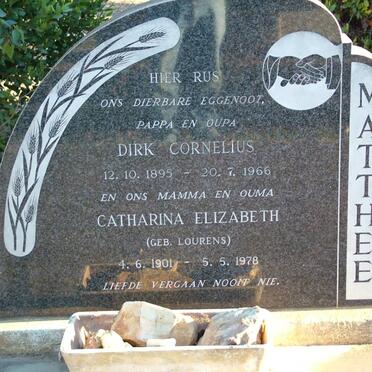 HIER RUS
ONS DIERBARE EGGENOOT,
PAPPA EN OUPA
DIRK CORNELIUS
12. 10. 1895 - 20. 7. 1966
EN ONS MAMMA EN OUMA
CATHARINA ELIZABETH
(GEB. LOURENS)
4. 6. 1901 - 5. 5. 1978
LIEFDE VERGAAN NOOIT NIE.
MATTHEE